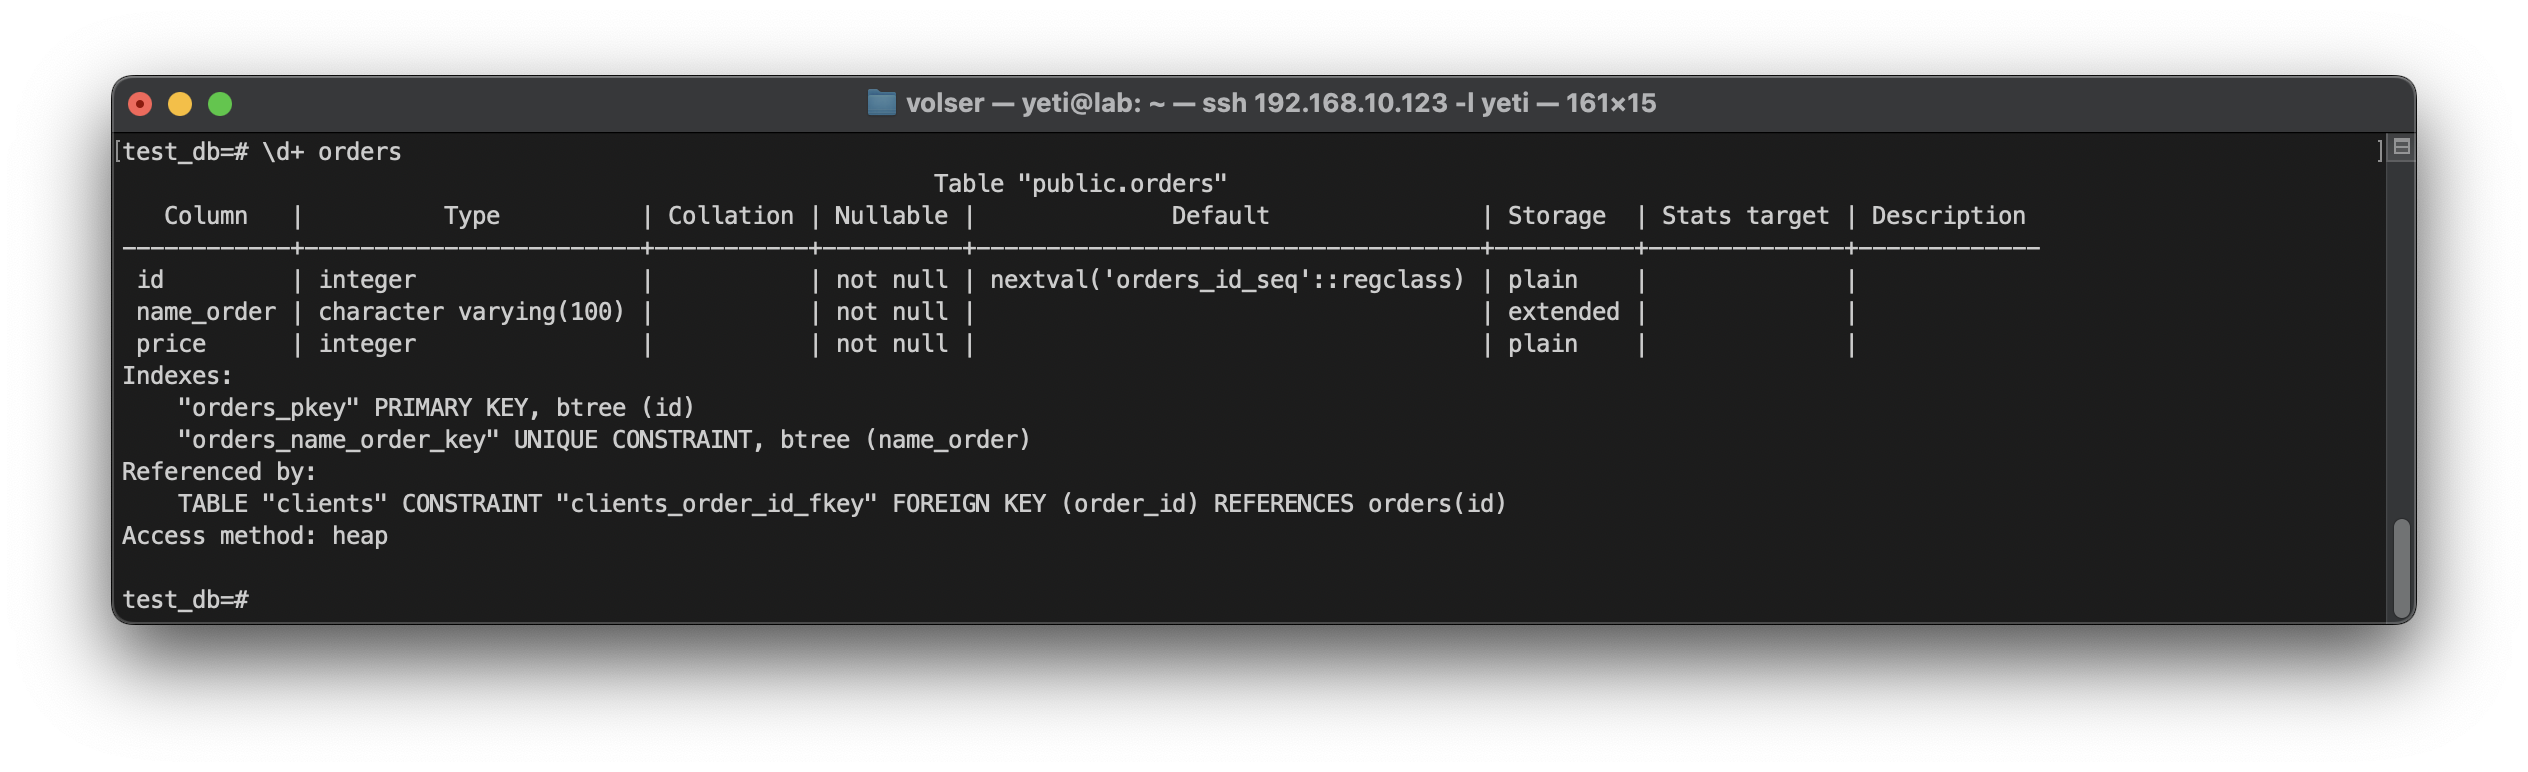 volser — yeti@lab: ~ — ssh 192.168.10.123 -l yeti — 161×15
[test_db=# \d+ orders ]
                                                          Table "public.orders"
   Column   |          Type          | Collation | Nullable |              Default               | Storage  | Stats target | Description 
------------+------------------------+-----------+----------+------------------------------------+----------+--------------+-------------
 id         | integer                |           | not null | nextval('orders_id_seq'::regclass) | plain    |              | 
 name_order | character varying(100) |           | not null |                                    | extended |              | 
 price      | integer                |           | not null |                                    | plain    |              | 
Indexes:
    "orders_pkey" PRIMARY KEY, btree (id)
    "orders_name_order_key" UNIQUE CONSTRAINT, btree (name_order)
Referenced by:
    TABLE "clients" CONSTRAINT "clients_order_id_fkey" FOREIGN KEY (order_id) REFERENCES orders(id)
Access method: heap
test_db=#